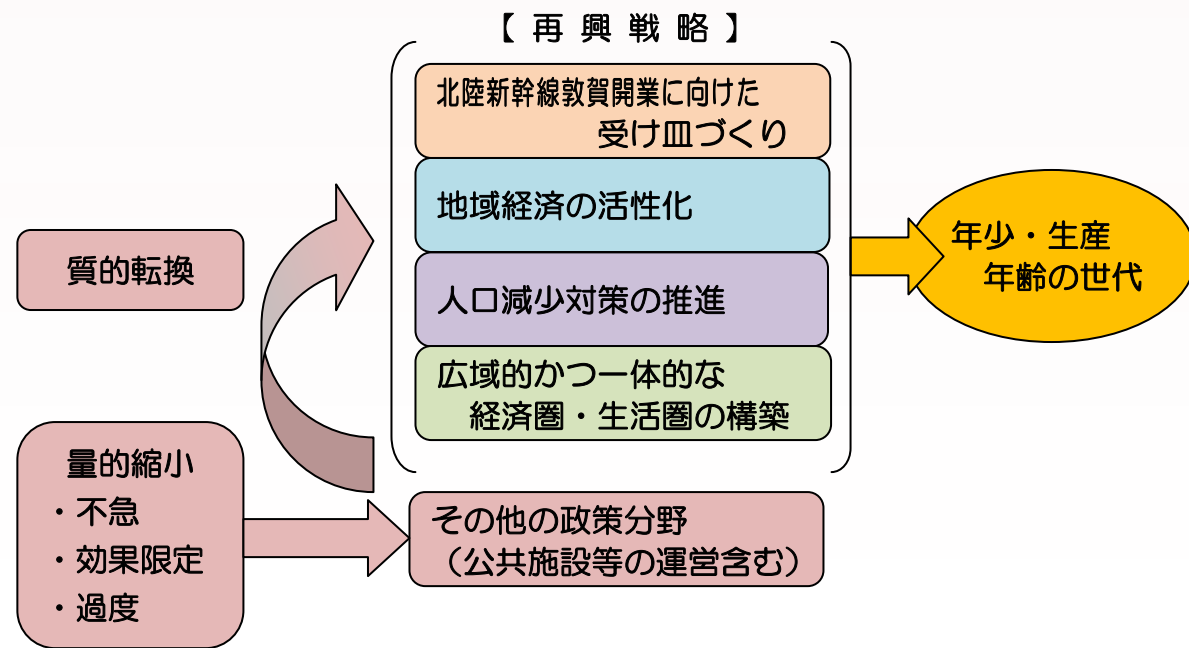 【 再 興 戦 略 】
北陸新幹線敦賀開業に向けた
受け皿づくり
地域経済の活性化
人口減少対策の推進
広域的かつ一体的な
経済圏・生活圏の構築
年少・生産
年齢の世代
質的転換
量的縮小
・不急
・効果限定
・過度
その他の政策分野
（公共施設等の運営含む）